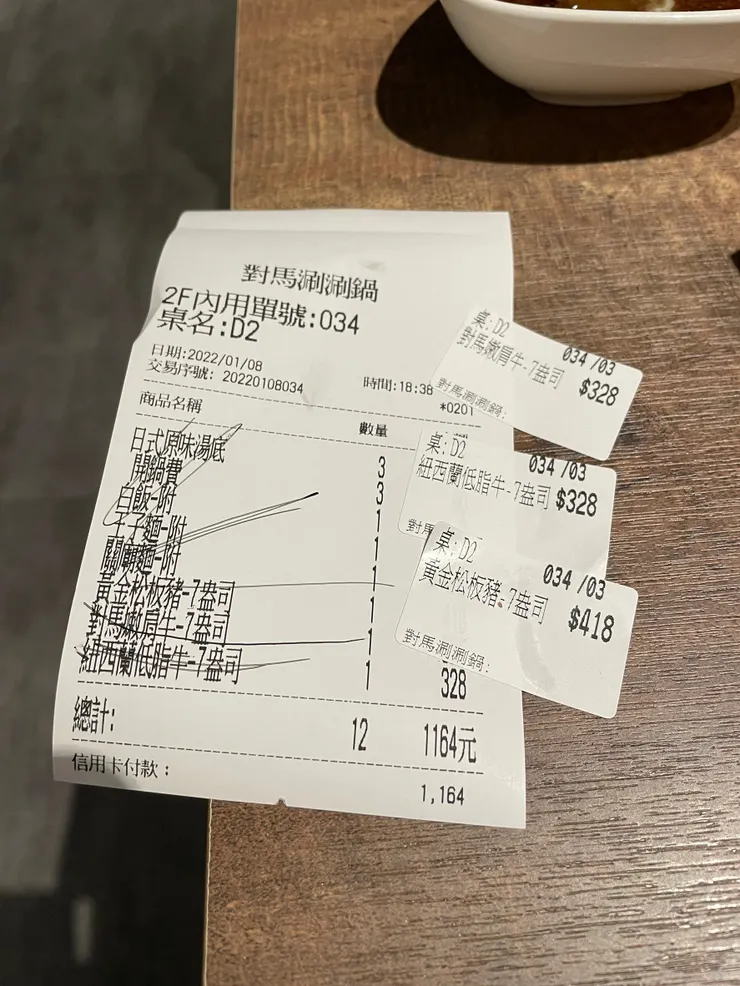 對馬涮涮鍋
2F內用單號:034
桌名:D2
日期:2022/01/08
交易序號: 20220108034
時間:18:38
*0201
商品名稱 數量
日式原味湯底 3
開鍋費 3
白飯-附 1
王子麵-附 1
關廟麵-附 1
黃金松板豬-7盎司 1
對馬嫩肩牛-7盎司 1
紐西蘭低脂牛-7盎司 1 328
總計: 12 1164元
信用卡付款:
1,164
桌: D2
034 /03
對馬嫩肩牛-7盎司
$328
對馬涮涮鍋:
桌: D2
034 /03
紐西蘭低脂牛-7盎司
$328
對馬
桌: D2
034 /03
黃金松板豬-7盎司
$418
對馬涮涮鍋: